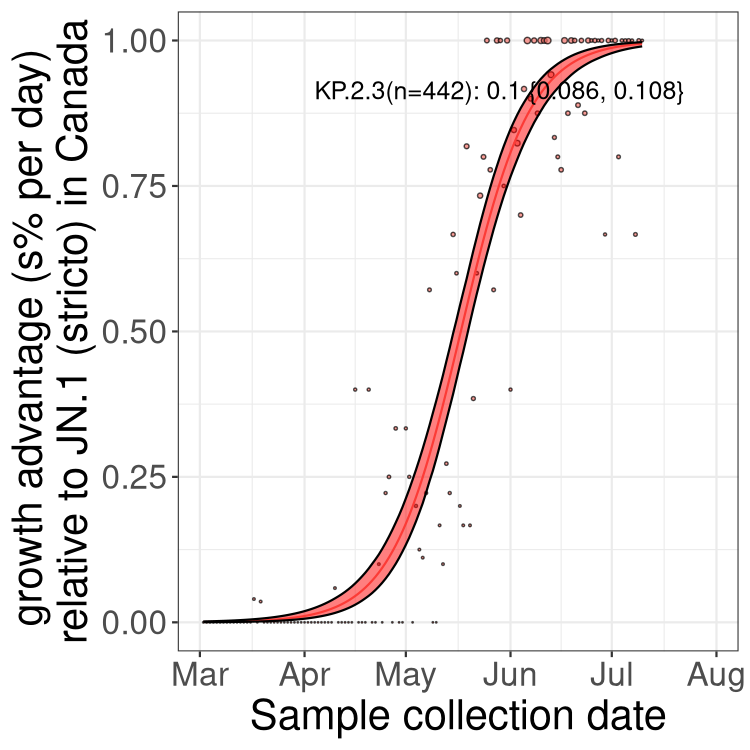 growth advantage (s% per day)
relative to JN.1 (stricto) in Canada
1.00
0.75
0.50
0.25
0.00
KP.2.3(n=442): 0.1 {0.086, 0.108}
Mar Apr May Jun Jul Aug
Sample collection date